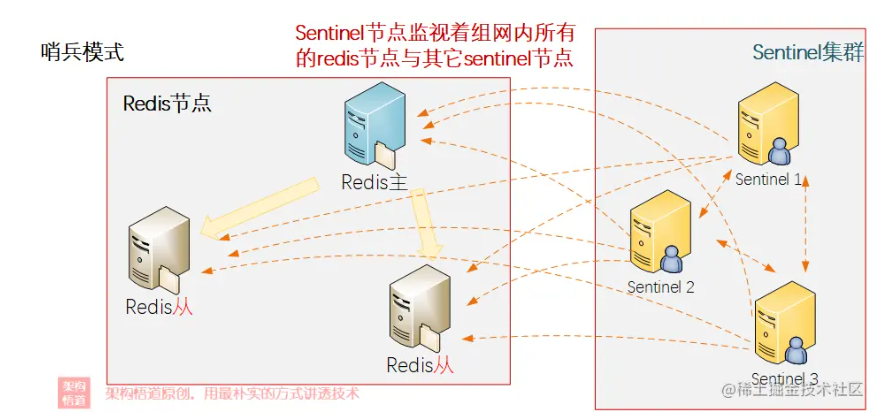 哨兵模式
Sentinel节点监视着组网内所有
的redis节点与其它sentinel节点
Sentinel集群
Redis节点
Redis主
Sentinel 1
Sentinel 2
Redis从
Redis从
Sentinel 3
架构
悟道
架构悟道原创，用最朴实的方式讲透技术
@稀土掘金技术社区